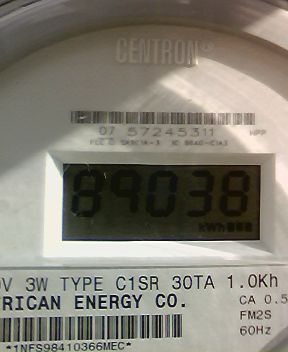 CENTRON®
07 57245311
89038
kWh
0V 3W TYPE C1SR 30TA 1.0Kh
RICAN ENERGY CO.
CA 0.5
FM2S
60Hz
*1NFS98410366MEC*